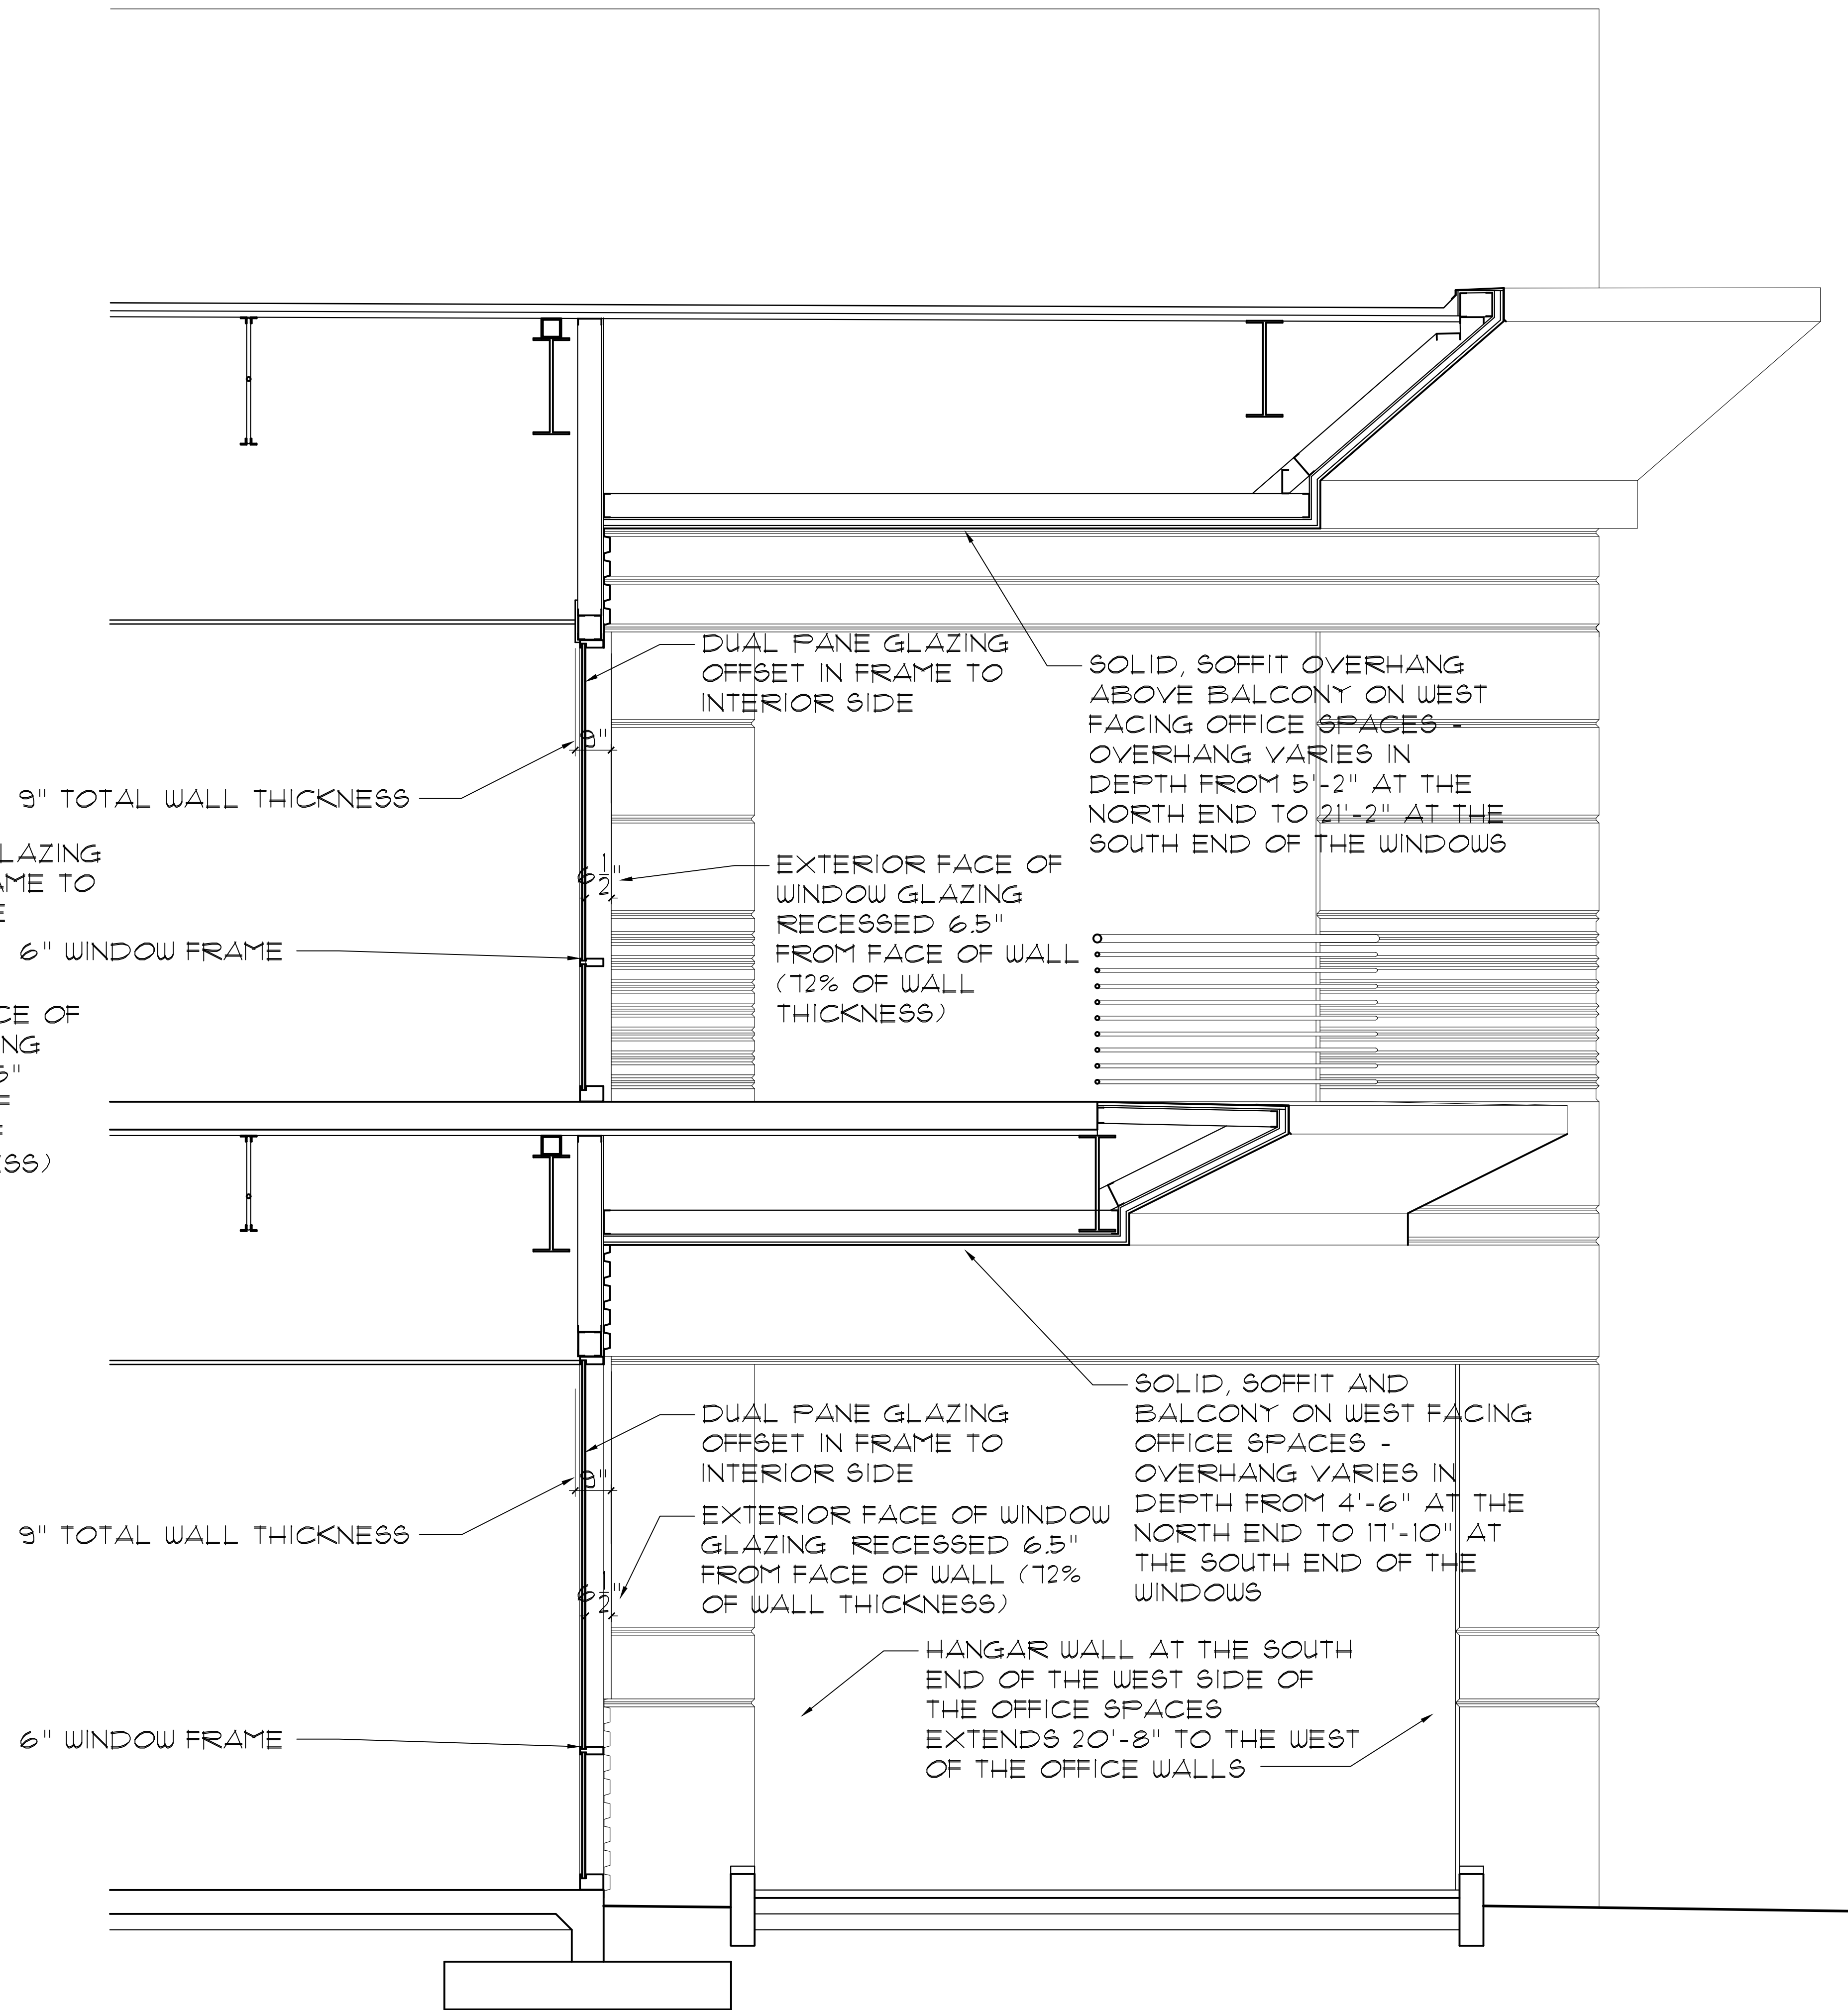 DUAL PANE GLAZING
OFFSET IN FRAME TO
INTERIOR SIDE
SOLID, SOFFIT OVERHANG
ABOVE BALCONY ON WEST
FACING OFFICE SPACES -
OVERHANG VARIES IN
DEPTH FROM 5'-2" AT THE
NORTH END TO 21'-2" AT THE
SOUTH END OF THE WINDOWS
9"
9" TOTAL WALL THICKNESS
LAZING
AME TO
E
6 1/2"
EXTERIOR FACE OF
WINDOW GLAZING
RECESSED 6.5"
FROM FACE OF WALL
(72% OF WALL
THICKNESS)
6" WINDOW FRAME
CE OF
NG
5"
F
SS)
DUAL PANE GLAZING
OFFSET IN FRAME TO
INTERIOR SIDE
SOLID, SOFFIT AND
BALCONY ON WEST FACING
OFFICE SPACES -
OVERHANG VARIES IN
DEPTH FROM 4'-6" AT THE
NORTH END TO 17'-10" AT
THE SOUTH END OF THE
WINDOWS
9"
9" TOTAL WALL THICKNESS
EXTERIOR FACE OF WINDOW
GLAZING RECESSED 6.5"
FROM FACE OF WALL (72%
OF WALL THICKNESS)
6 1/2"
HANGAR WALL AT THE SOUTH
END OF THE WEST SIDE OF
THE OFFICE SPACES
EXTENDS 20'-8" TO THE WEST
OF THE OFFICE WALLS
6" WINDOW FRAME